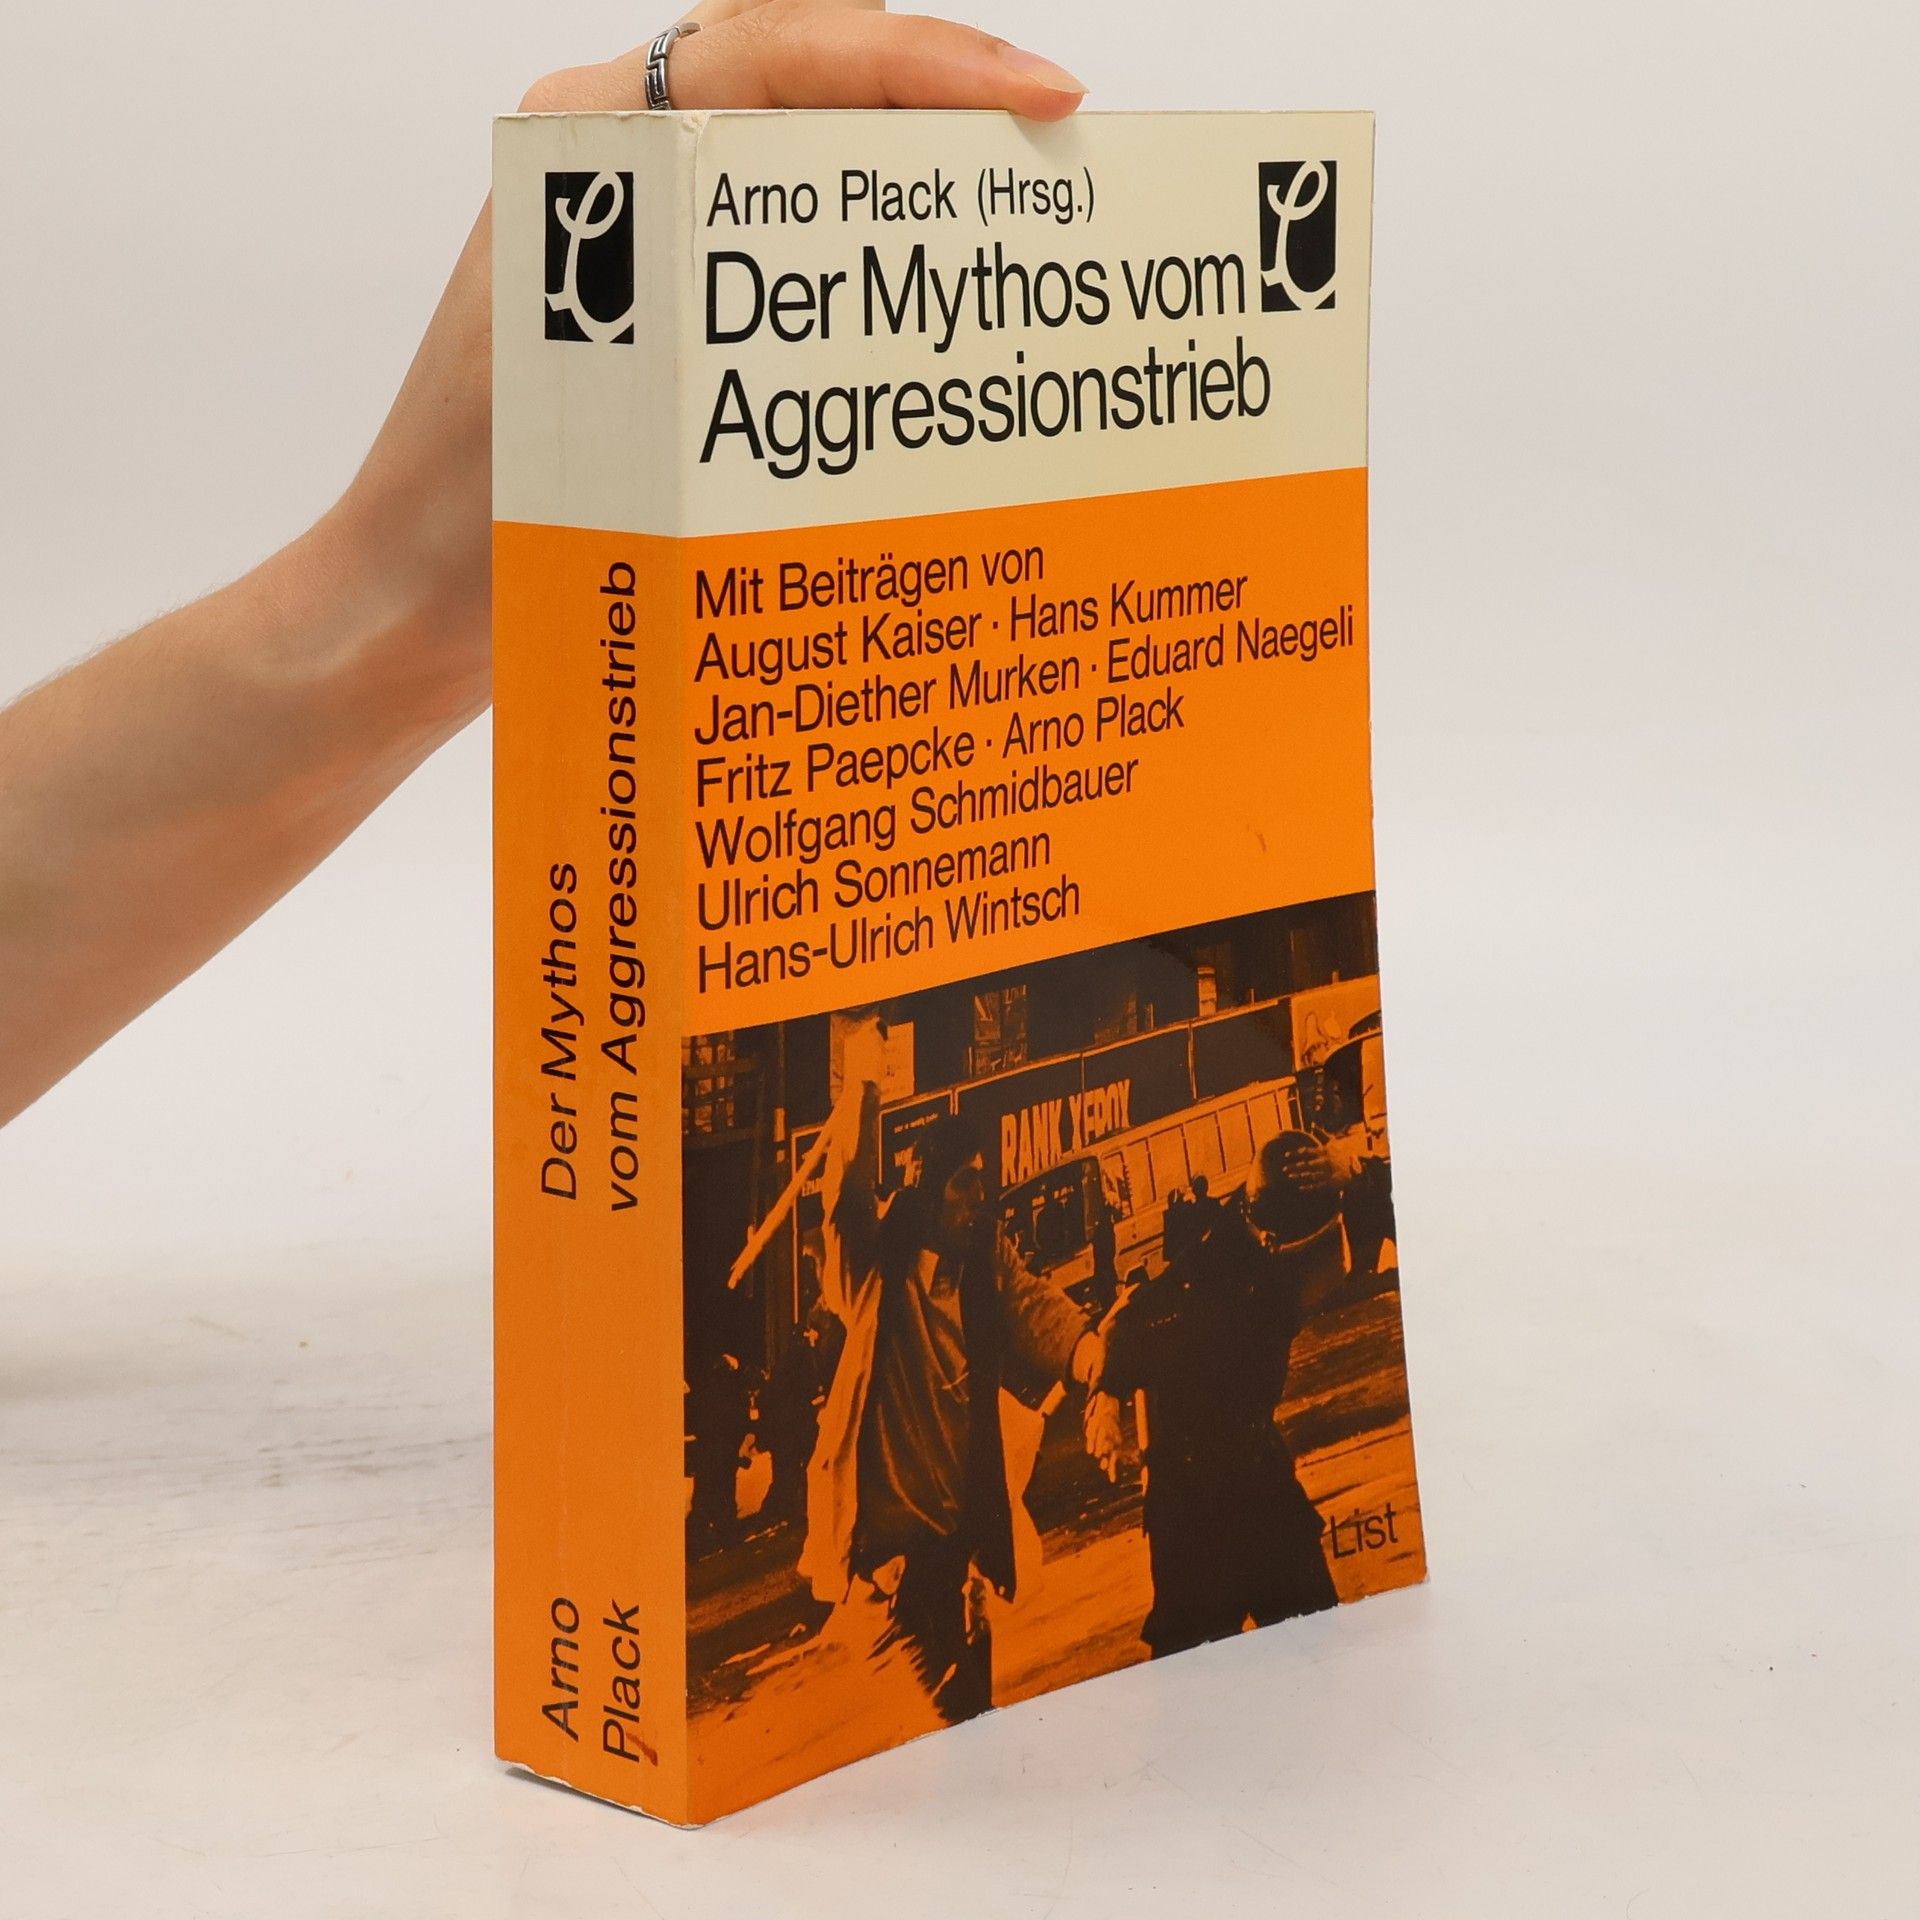 Arno Plack (Hrsg.)
Der Mythos vom
Aggressionstrieb
Mit Beiträgen von
August Kaiser · Hans Kummer
Jan-Diether Murken · Eduard Naegeli
Fritz Paepcke · Arno Plack
Wolfgang Schmidbauer
Ulrich Sonnemann
Hans-Ulrich Wintsch
RANK XEROX
List
Der Mythos
vom Aggressionstrieb
Arno
Plack